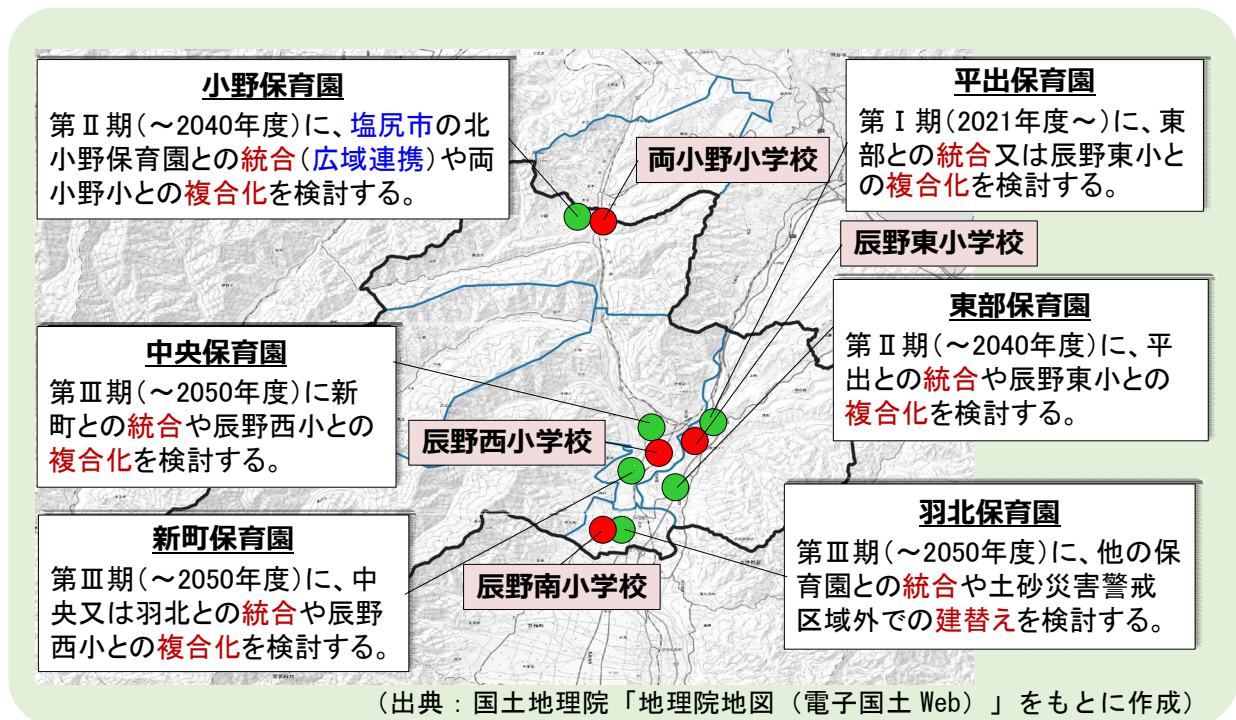 小野保育園
第Ⅱ期(～2040年度)に、塩尻市の北
小野保育園との統合(広域連携)や両
小野小との複合化を検討する。
両小野小学校
平出保育園
第Ⅰ期(2021年度～)に、東
部との統合又は辰野東小と
の複合化を検討する。
辰野東小学校
東部保育園
第Ⅱ期(～2040年度)に、平
出との統合や辰野東小との
複合化を検討する。
中央保育園
第Ⅲ期(～2050年度)に新
町との統合や辰野西小との
複合化を検討する。
辰野西小学校
新町保育園
第Ⅲ期(～2050年度)に、中
央又は羽北との統合や辰野
西小との複合化を検討する。
辰野南小学校
羽北保育園
第Ⅲ期(～2050年度)に、他の保
育園との統合や土砂災害警戒
区域外での建替えを検討する。
(出典：国土地理院「地理院地図（電子国土 Web）」をもとに作成)